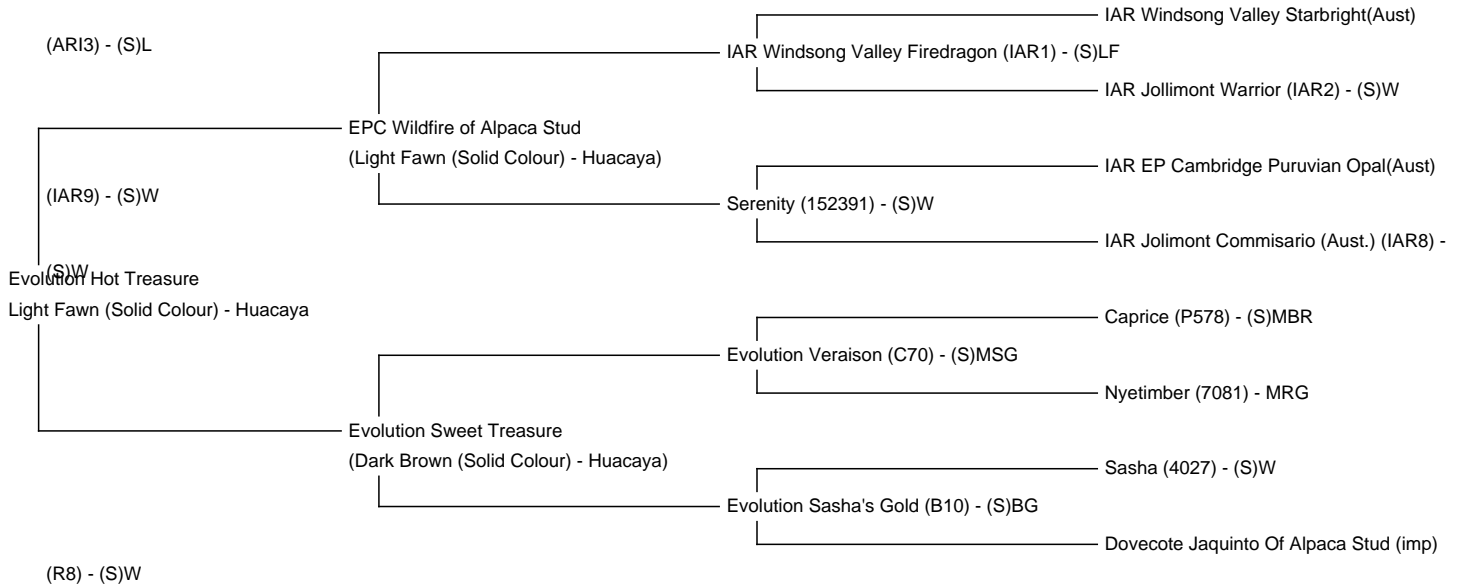 IAR Windsong Valley Starbright(Aust)
(ARI3) - (S)L
IAR Windsong Valley Firedragon (IAR1) - (S)LF
IAR Jollimont Warrior (IAR2) - (S)W
EPC Wildfire of Alpaca Stud
(Light Fawn (Solid Colour) - Huacaya)
IAR EP Cambridge Puruvian Opal(Aust)
(IAR9) - (S)W
Serenity (152391) - (S)W
IAR Jolimont Commisario (Aust.) (IAR8) -
(S)W
Evolution Hot Treasure
Light Fawn (Solid Colour) - Huacaya
Caprice (P578) - (S)MBR
Evolution Veraison (C70) - (S)MSG
Nyetimber (7081) - MRG
Evolution Sweet Treasure
(Dark Brown (Solid Colour) - Huacaya)
Sasha (4027) - (S)W
Evolution Sasha's Gold (B10) - (S)BG
Dovecote Jaquinto Of Alpaca Stud (imp)
(R8) - (S)W